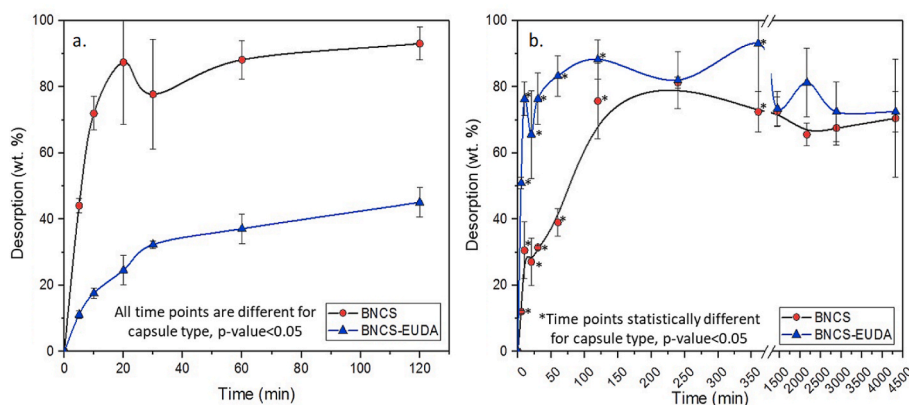 a.
Desorption (wt. %)
100
80
60
40
20
0
All time points are different for
capsule type, p-value<0.05
BNCS
BNCS-EUDA
0 20 40 60 80 100 120
Time (min)
b.
Desorption (wt. %)
100
80
60
40
20
0
*Time points statistically different
for capsule type, p-value<0.05
BNCS
BNCS-EUDA
0 50 100 150 200 250 300 350 1500 2000 2500 3000 3500 4000 4500
Time (min)